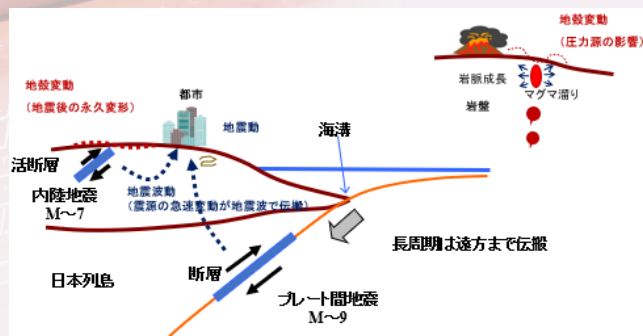 地殻変動
(圧力源の影響)
岩脈成長
マグマ溜り
岩盤
地殻変動
(地震後の永久変形)
都市
地震動
海溝
活断層
内陸地震
M~7
地震波動
(震源の急速変動が地震波で伝搬)
長周期は遠方まで伝搬
日本列島
断層
プレート間地震
M~9